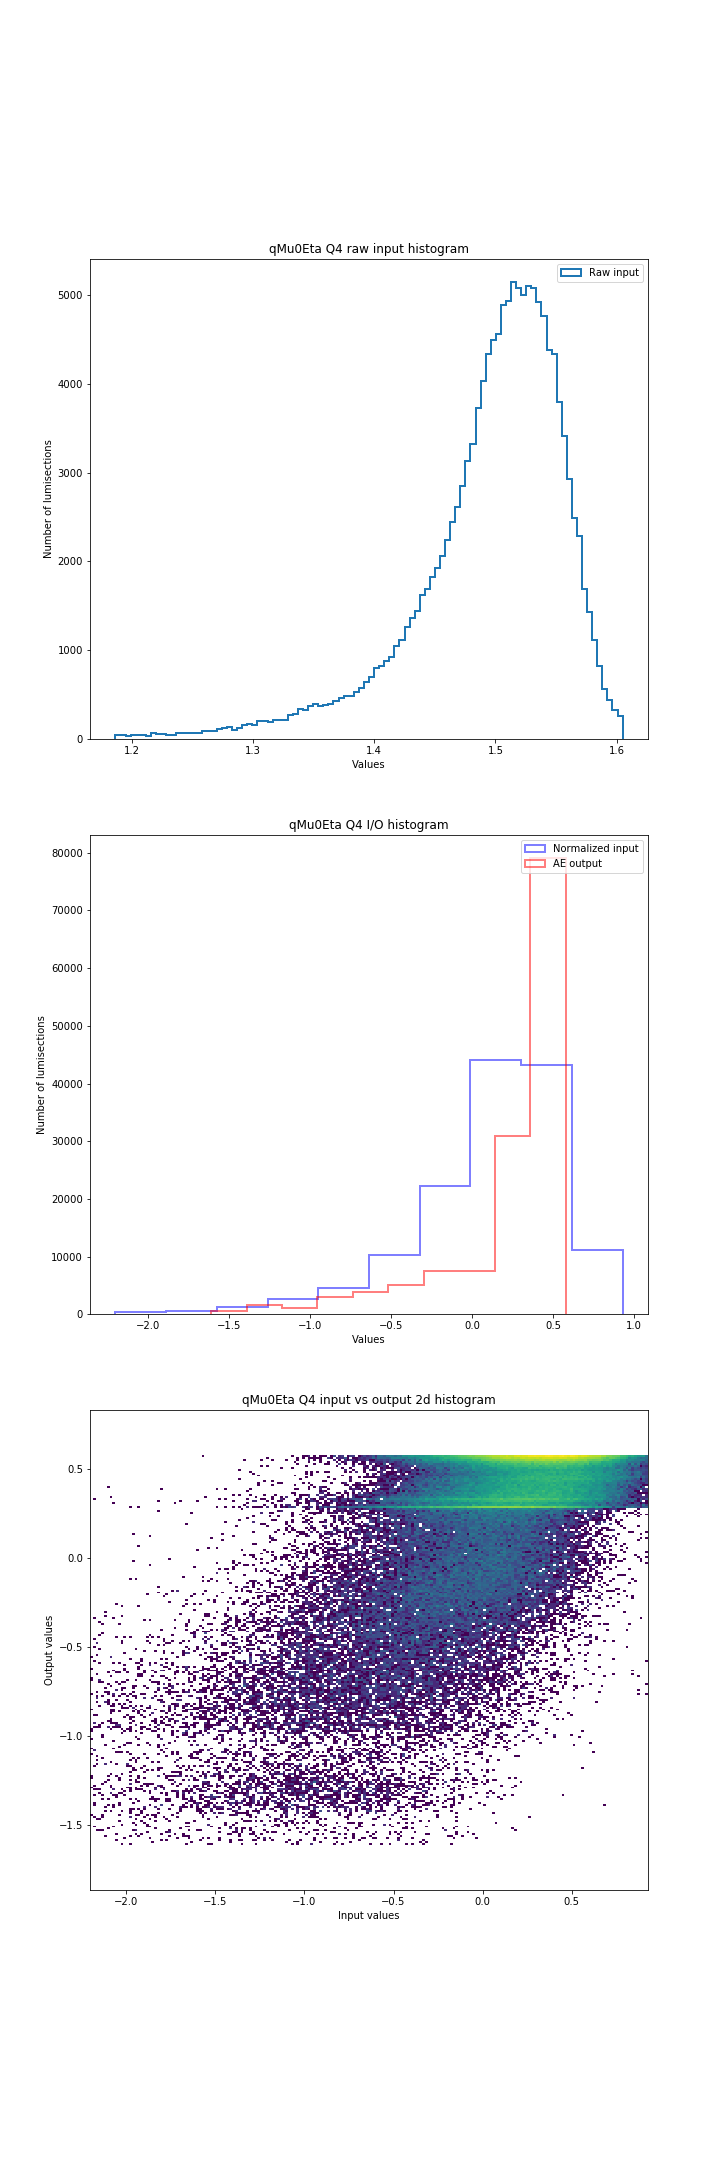 qMu0Eta Q4 raw input histogram
Raw input
5000
4000
3000
2000
1000
0
Number of lumisections
1.2 1.3 1.4 1.5 1.6
Values
qMu0Eta Q4 I/O histogram
Normalized input
AE output
80000
70000
60000
50000
40000
30000
20000
10000
0
Number of lumisections
−2.0 −1.5 −1.0 −0.5 0.0 0.5 1.0
Values
qMu0Eta Q4 input vs output 2d histogram
0.5
0.0
−0.5
−1.0
−1.5
Output values
−2.0 −1.5 −1.0 −0.5 0.0 0.5
Input values